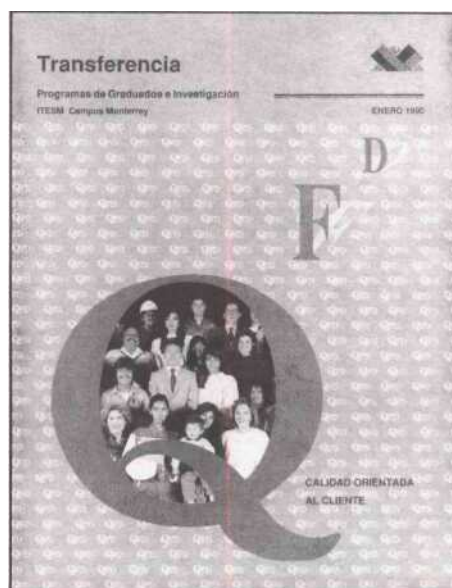 Transferencia
Programas de Graduados e Investigación
ITESM Campus Monterrey
ENERO 1990
D
F
Q
CALIDAD ORIENTADA
AL CLIENTE